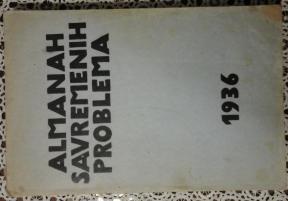 ALMANAH
SAVREMENIH
PROBLEMA
1936